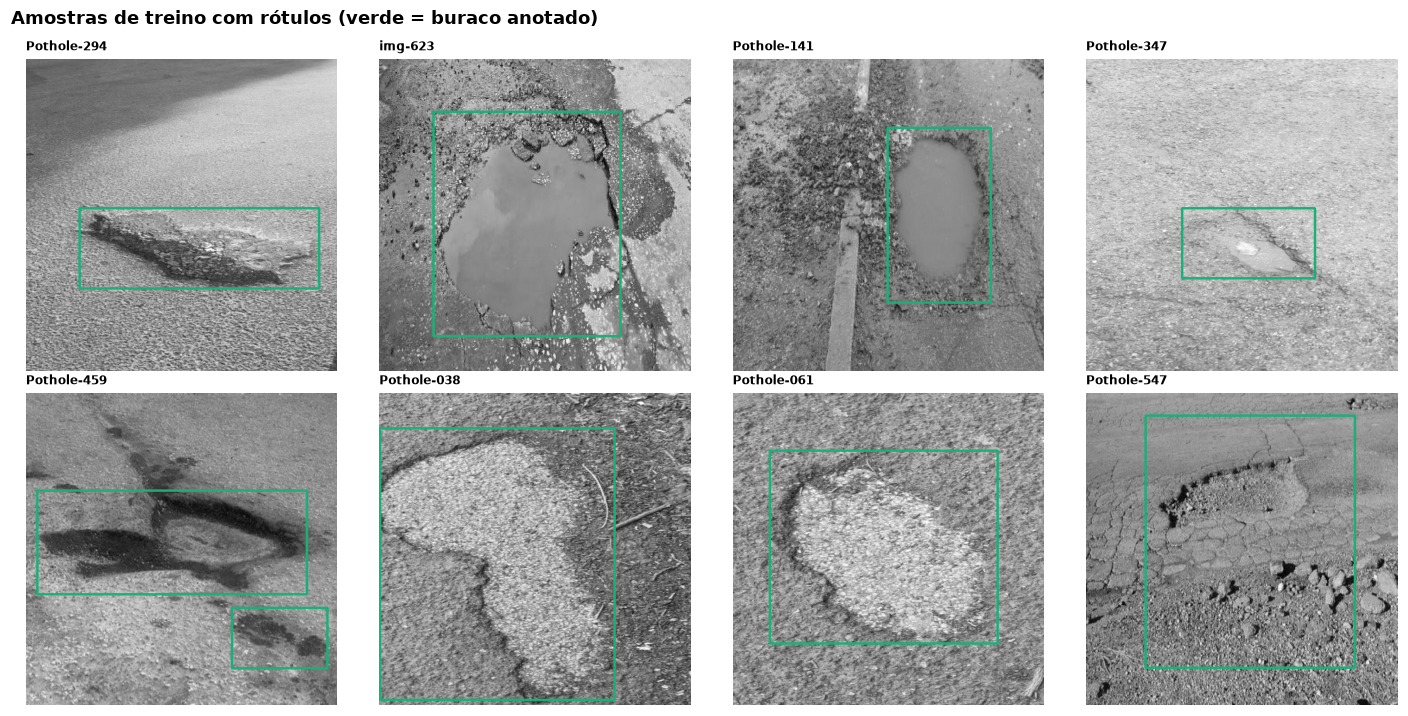 Amostras de treino com rótulos (verde = buraco anotado)
Pothole-294
img-623
Pothole-141
Pothole-347
Pothole-459
Pothole-038
Pothole-061
Pothole-547